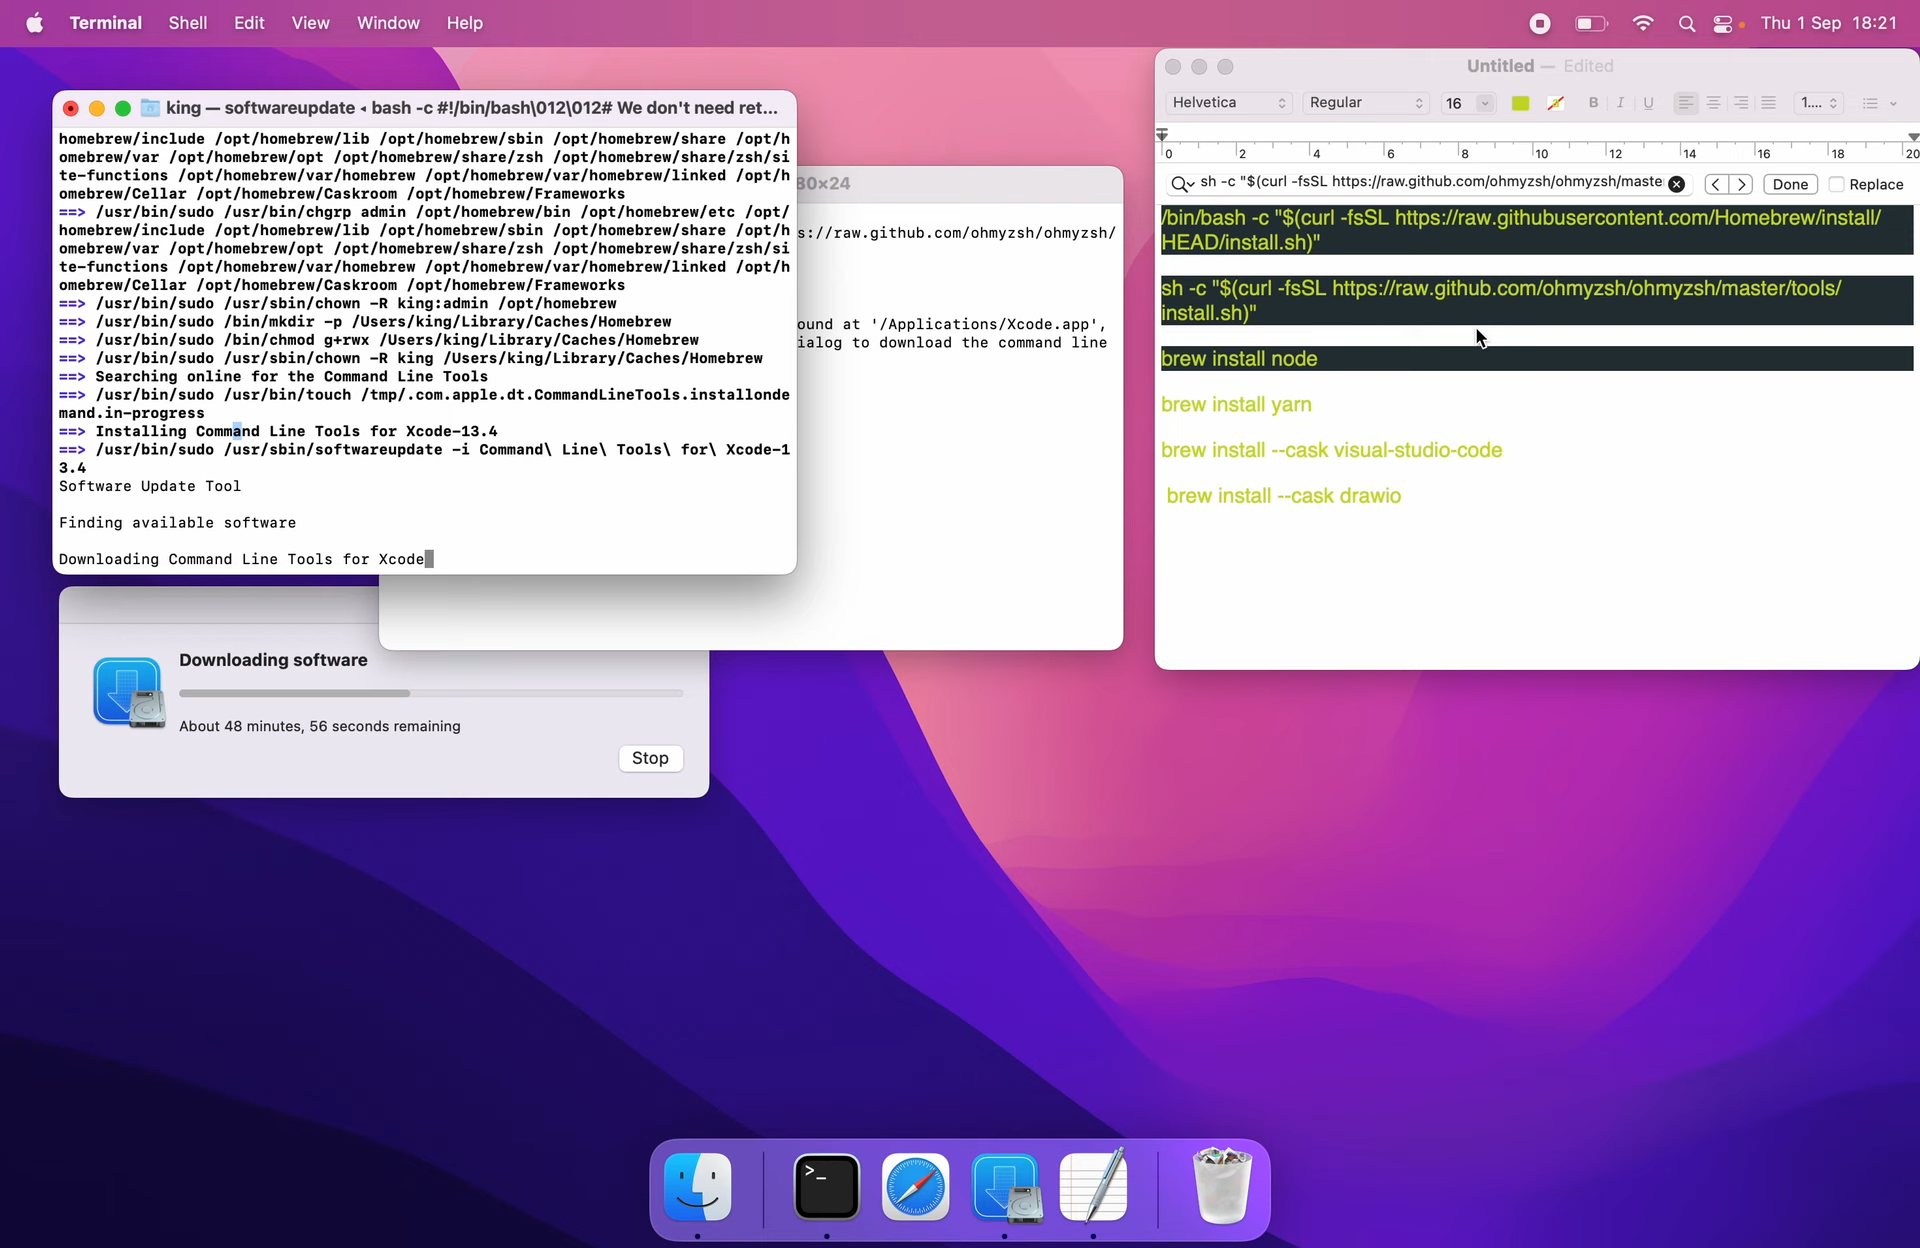 Terminal Shell Edit View Window Help
Thu 1 Sep 18:21
king — softwareupdate ◂ bash -c #!/bin/bash\012\012# We don't need ret...
homebrew/include /opt/homebrew/lib /opt/homebrew/sbin /opt/homebrew/share /opt/h
omebrew/var /opt/homebrew/opt /opt/homebrew/share/zsh /opt/homebrew/share/zsh/si
te-functions /opt/homebrew/var/homebrew /opt/homebrew/var/homebrew/linked /opt/h
omebrew/Cellar /opt/homebrew/Caskroom /opt/homebrew/Frameworks
==> /usr/bin/sudo /usr/bin/chgrp admin /opt/homebrew/bin /opt/homebrew/etc /opt/
homebrew/include /opt/homebrew/lib /opt/homebrew/sbin /opt/homebrew/share /opt/h
omebrew/var /opt/homebrew/opt /opt/homebrew/share/zsh /opt/homebrew/share/zsh/si
te-functions /opt/homebrew/var/homebrew /opt/homebrew/var/homebrew/linked /opt/h
omebrew/Cellar /opt/homebrew/Caskroom /opt/homebrew/Frameworks
==> /usr/bin/sudo /usr/sbin/chown -R king:admin /opt/homebrew
==> /usr/bin/sudo /bin/mkdir -p /Users/king/Library/Caches/Homebrew
==> /usr/bin/sudo /bin/chmod g+rwx /Users/king/Library/Caches/Homebrew
==> /usr/bin/sudo /usr/sbin/chown -R king /Users/king/Library/Caches/Homebrew
==> Searching online for the Command Line Tools
==> /usr/bin/sudo /usr/bin/touch /tmp/.com.apple.dt.CommandLineTools.installonde
mand.in-progress
==> Installing Command Line Tools for Xcode-13.4
==> /usr/bin/sudo /usr/sbin/softwareupdate -i Command\ Line\ Tools\ for\ Xcode-1
3.4
Software Update Tool
Finding available software
Downloading Command Line Tools for Xcode
80×24
s://raw.github.com/ohmyzsh/ohmyzsh/
ound at '/Applications/Xcode.app',
ialog to download the command line
Downloading software
About 48 minutes, 56 seconds remaining
Stop
Untitled — Edited
Helvetica Regular 16 B I U 1....
0 2 4 6 8 10 12 14 16 18 20
sh -c "$(curl -fsSL https://raw.github.com/ohmyzsh/ohmyzsh/maste Done Replace
/bin/bash -c "$(curl -fsSL https://raw.githubusercontent.com/Homebrew/install/
HEAD/install.sh)"
sh -c "$(curl -fsSL https://raw.github.com/ohmyzsh/ohmyzsh/master/tools/
install.sh)"
brew install node
brew install yarn
brew install --cask visual-studio-code
brew install --cask drawio